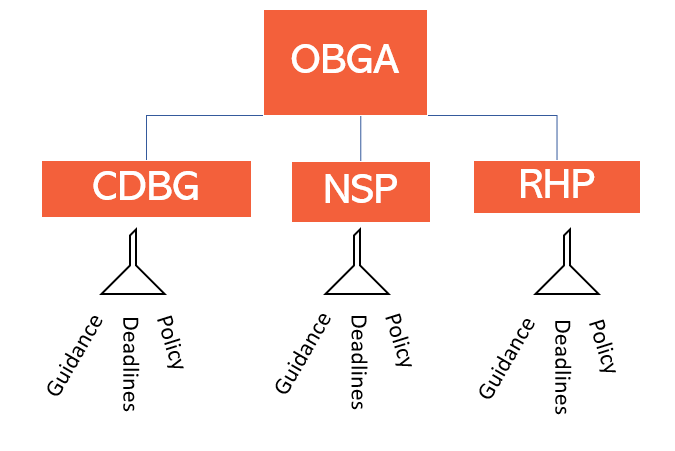 OBGA
CDBG
NSP
RHP
Guidance
Deadlines
Policy
Guidance
Deadlines
Policy
Guidance
Deadlines
Policy